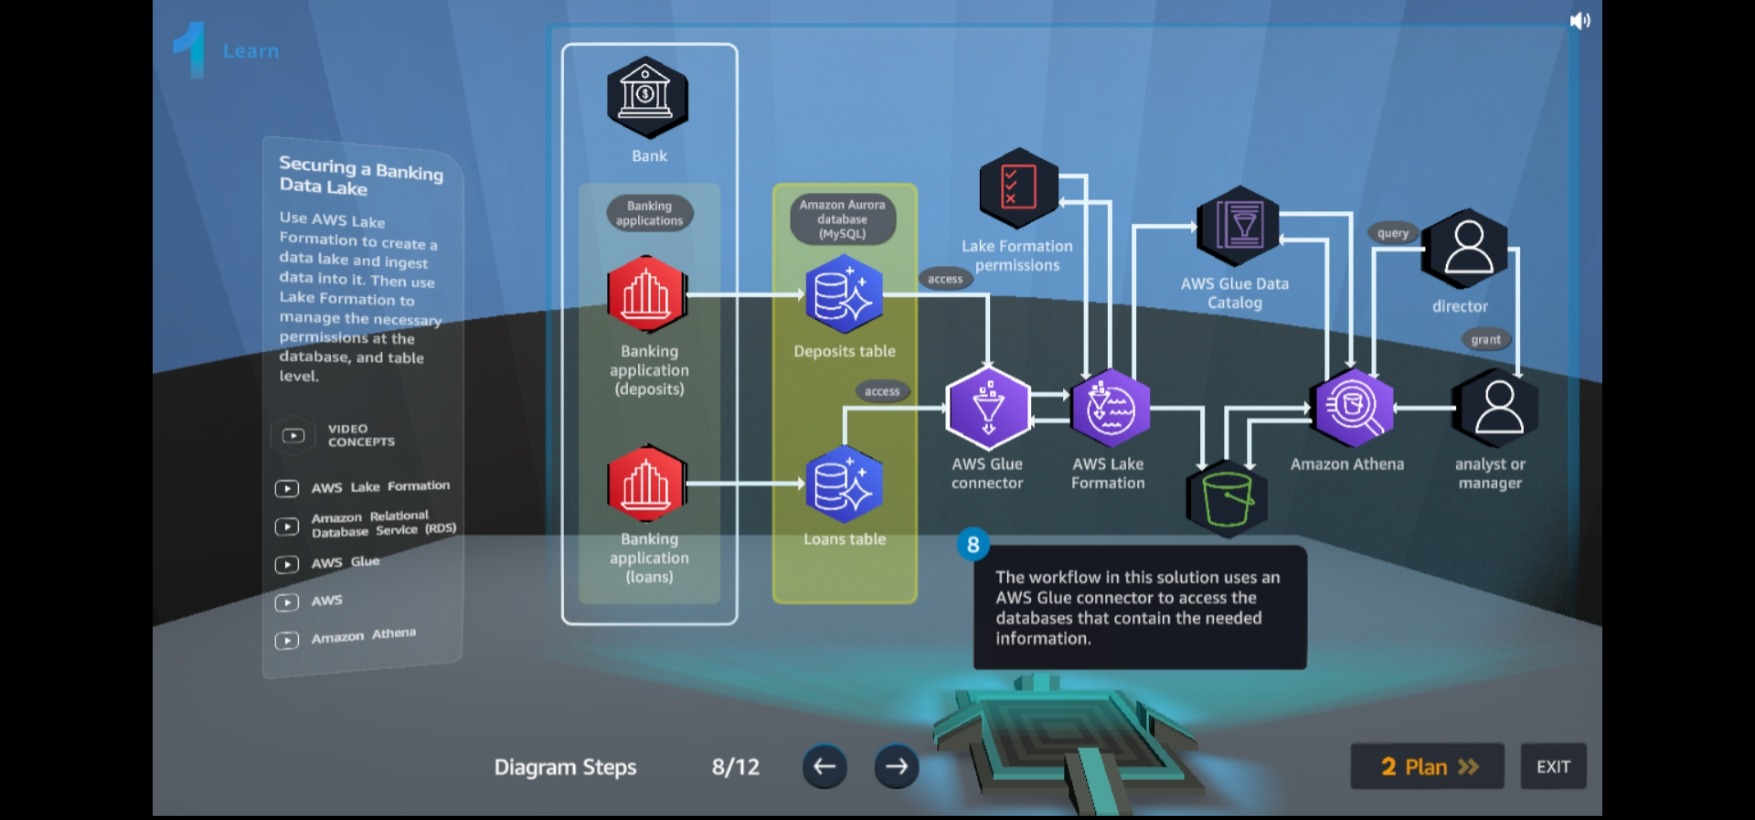 1 Learn
Securing a Banking
Data Lake
Use AWS Lake
Formation to create a
data lake and ingest
data into it. Then use
Lake Formation to
manage the necessary
permissions at the
database, and table
level.
VIDEO
CONCEPTS
AWS Lake Formation
Amazon Relational
Database Service (RDS)
AWS Glue
AWS
Amazon Athena
Bank
Banking
applications
Banking
application
(deposits)
Banking
application
(loans)
Amazon Aurora
database
(MySQL)
Deposits table
Loans table
access
access
Lake Formation
permissions
AWS Glue
connector
AWS Lake
Formation
AWS Glue Data
Catalog
query
director
grant
Amazon Athena
analyst or
manager
8
The workflow in this solution uses an
AWS Glue connector to access the
databases that contain the needed
information.
Diagram Steps 8/12
2 Plan
EXIT